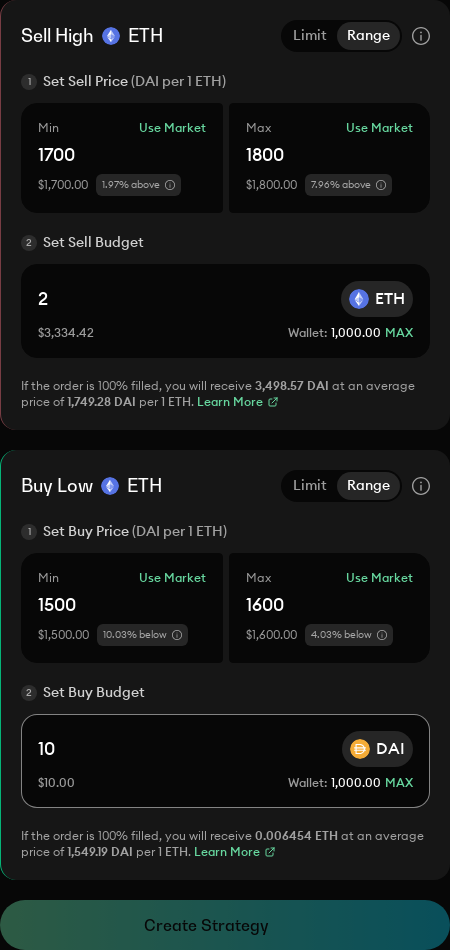 Sell High ETH Limit Range
1 Set Sell Price (DAI per 1 ETH)
Min Use Market Max Use Market
1700 1800
$1,700.00 1.97% above $1,800.00 7.96% above
2 Set Sell Budget
2 ETH
$3,334.42 Wallet: 1,000.00 MAX
If the order is 100% filled, you will receive 3,498.57 DAI at an average
price of 1,749.28 DAI per 1 ETH. Learn More
Buy Low ETH Limit Range
1 Set Buy Price (DAI per 1 ETH)
Min Use Market Max Use Market
1500 1600
$1,500.00 10.03% below $1,600.00 4.03% below
2 Set Buy Budget
10 DAI
$10.00 Wallet: 1,000.00 MAX
If the order is 100% filled, you will receive 0.006454 ETH at an average
price of 1,549.19 DAI per 1 ETH. Learn More
Create Strategy